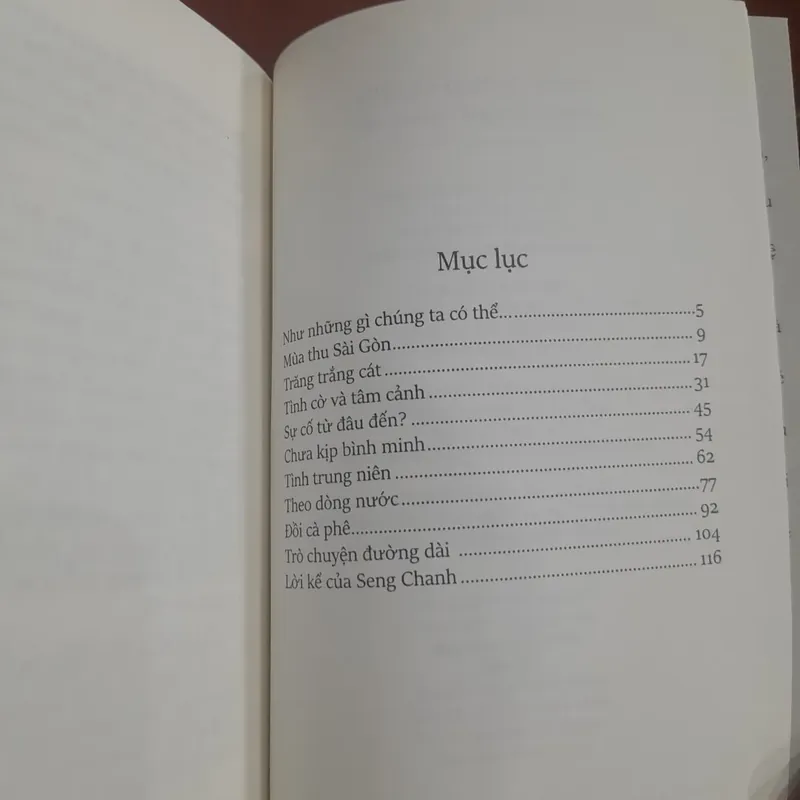 Mục lục
Như những gì chúng ta có thể.....................................5
Mùa thu Sài Gòn.......................................................... 9
Trăng trắng cát ............................................................ 17
Tình cờ và tâm cảnh ....................................................31
Sự cố từ đâu đến? ....................................................... 45
Chưa kịp bình minh..................................................... 54
Tình trung niên ............................................................ 62
Theo dòng nước...........................................................77
Đồi cà phê.................................................................... 92
Trò chuyện đường dài ............................................... 104
Lời kể của Seng Chanh ............................................... 116